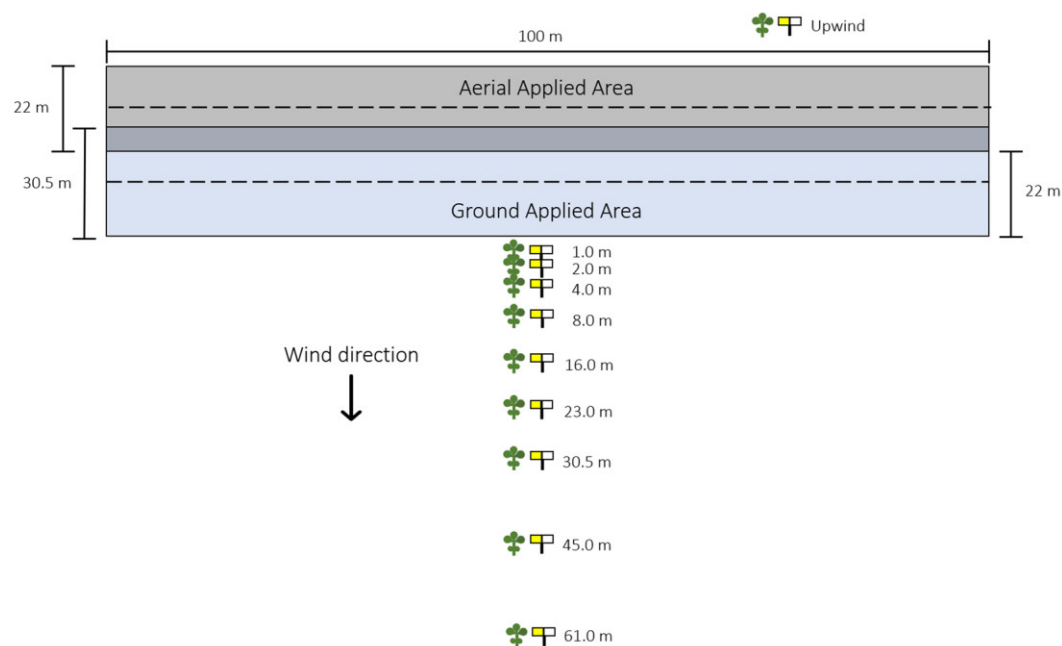 Upwind
100 m
Aerial Applied Area
22 m
30.5 m
22 m
Ground Applied Area
1.0 m
2.0 m
4.0 m
8.0 m
Wind direction
16.0 m
23.0 m
30.5 m
45.0 m
61.0 m